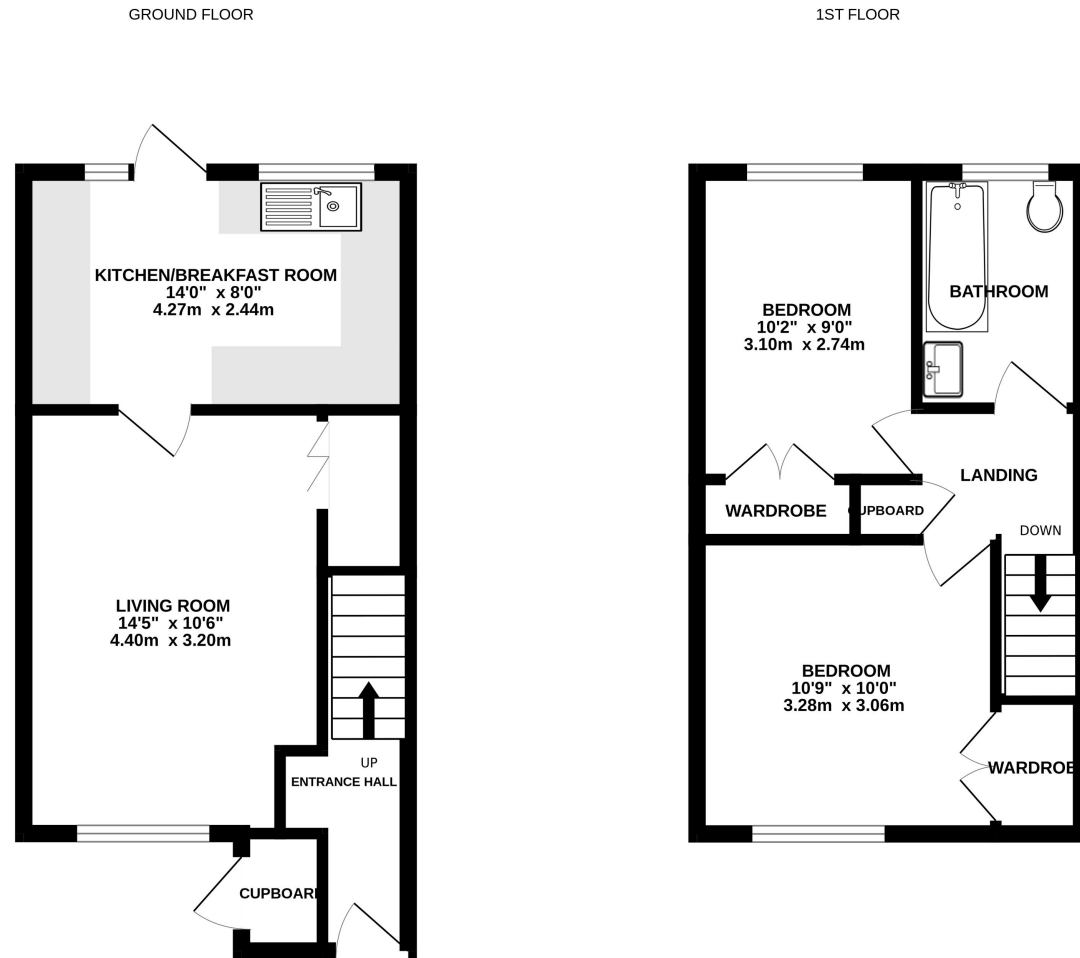 GROUND FLOOR
KITCHEN/BREAKFAST ROOM
14'0" x 8'0"
4.27m x 2.44m
LIVING ROOM
14'5" x 10'6"
4.40m x 3.20m
UP
ENTRANCE HALL
CUPBOARD
1ST FLOOR
BEDROOM
10'2" x 9'0"
3.10m x 2.74m
BATHROOM
LANDING
WARDROBE
CUPBOARD
DOWN
BEDROOM
10'9" x 10'0"
3.28m x 3.06m
WARDROBE